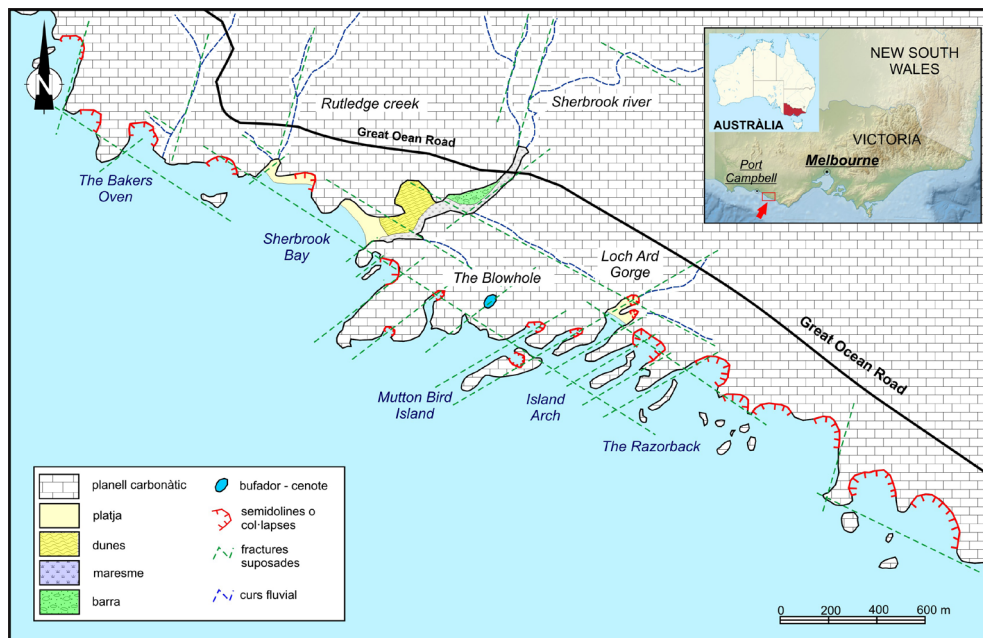 N
Rutledge creek
Sherbrook river
Great Ocean Road
The Bakers
Oven
Sherbrook
Bay
The Blowhole
Loch Ard
Gorge
Great Ocean Road
Mutton Bird
Island
Island
Arch
The Razorback
NEW SOUTH
WALES
AUSTRÀLIA
VICTORIA
Port
Campbell
Melbourne
planell carbonàtic
platja
dunes
maresme
barra
bufador - cenote
semidolines o
col·lapses
fractures
suposades
curs fluvial
0 200 400 600 m